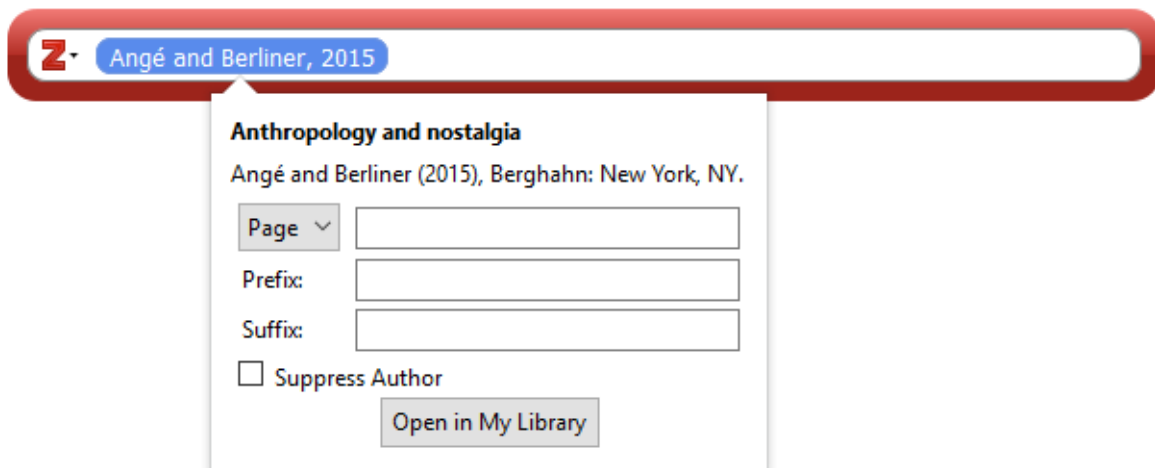 Z Angé and Berliner, 2015
Anthropology and nostalgia
Angé and Berliner (2015), Berghahn: New York, NY.
Page
Prefix:
Suffix:
Suppress Author
Open in My Library